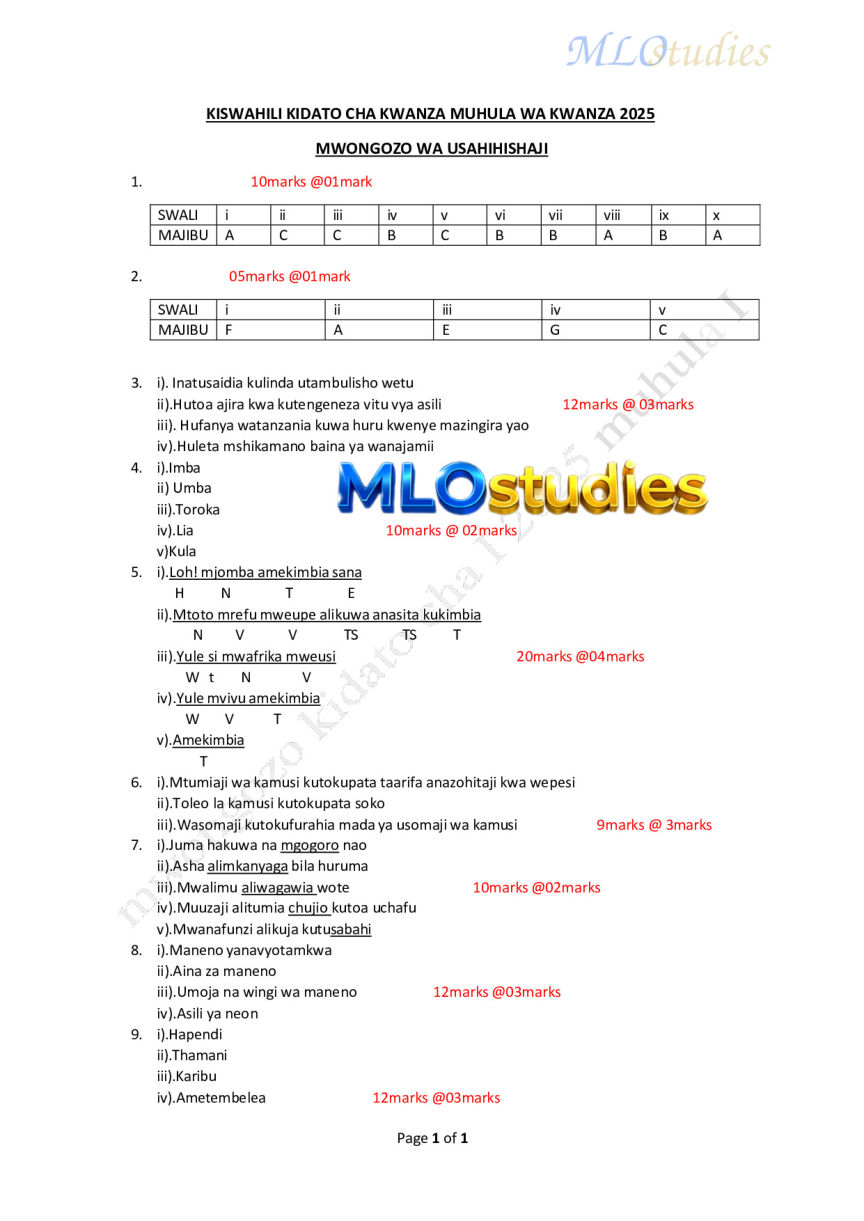 MLOstudies
KISWAHILI KIDATO CHA KWANZA MUHULA WA KWANZA 2025
MWONGOZO WA USAHIHISHAJI
1. 10marks @01mark
SWALI i ii iii iv v vi vii viii ix x
MAJIBU A C C B C B B A B A
2. 05marks @01mark
SWALI i ii iii iv v
MAJIBU F A E G C
3. i). Inatusaidia kulinda utambulisho wetu
ii).Hutoa ajira kwa kutengeneza vitu vya asili 12marks @ 03marks
iii). Hufanya watanzania kuwa huru kwenye mazingira yao
iv).Huleta mshikamano baina ya wanajamii
4. i).Imba
ii) Umba
MLOstudies
iii).Toroka
iv).Lia 10marks @ 02marks
v)Kula
5. i).Loh! mjomba amekimbia sana
H N T E
ii).Mtoto mrefu mweupe alikuwa anasita kukimbia
N V V TS TS T
iii).Yule si mwafrika mweusi 20marks @04marks
W t N V
iv).Yule mvivu amekimbia
W V T
v).Amekimbia
T
6. i).Mtumiaji wa kamusi kutokupata taarifa anazohitaji kwa wepesi
ii).Toleo la kamusi kutokupata soko
iii).Wasomaji kutokufurahia mada ya usomaji wa kamusi 9marks @ 3marks
7. i).Juma hakuwa na mgogoro nao
ii).Asha alimkanyaga bila huruma
iii).Mwalimu aliwagawia wote 10marks @02marks
iv).Muuzaji alitumia chujio kutoa uchafu
v).Mwanafunzi alikuja kutusabahi
8. i).Maneno yanavyotamkwa
ii).Aina za maneno
iii).Umoja na wingi wa maneno 12marks @03marks
iv).Asili ya neon
9. i).Hapendi
ii).Thamani
iii).Karibu
iv).Ametembelea 12marks @03marks
Page 1 of 1
mwongozo kidato cha I 2025 muhula I